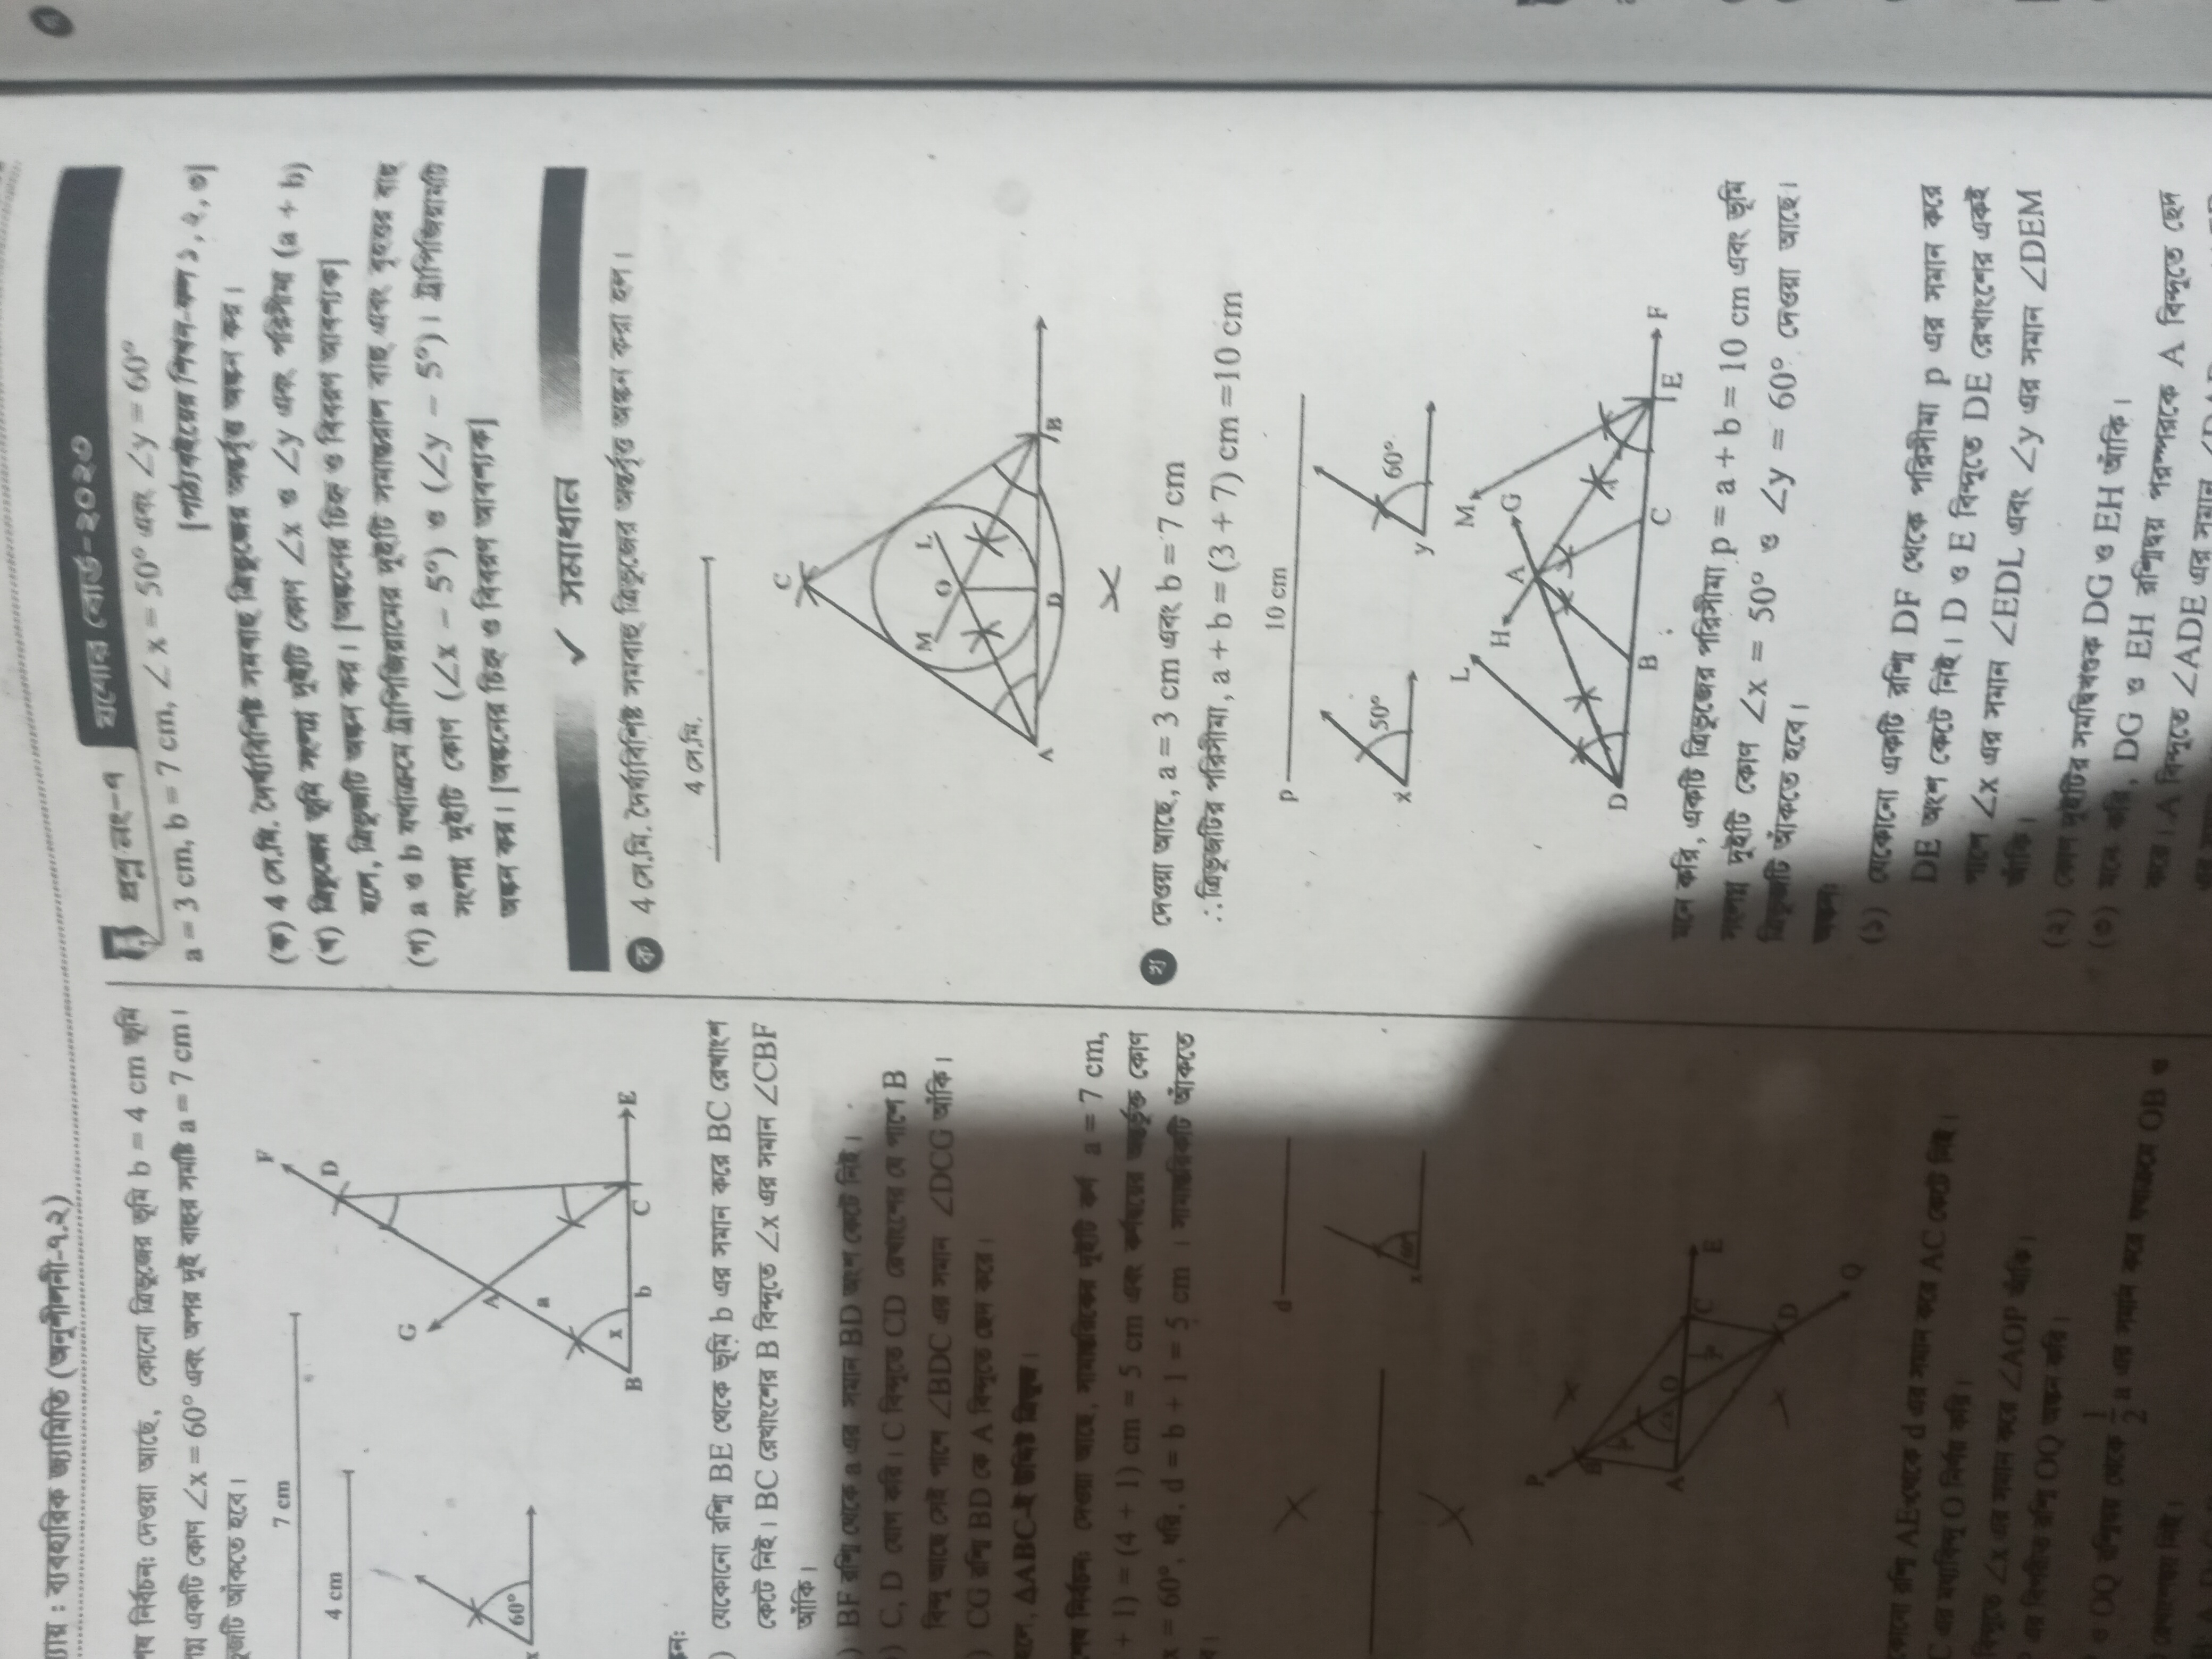 য়ায় : ব্যবহারিক জ্যামিতি (অনুশীলনী-৭.২)
নির্বচন: দেওয়া আছে, কোনো ত্রিভুজের ভূমি b = 4 cm ভূমি
একটি কোণ ∠x = 60° এবং অপর দুই বাহুর সমষ্টি a = 7 cm।
আঁকতে হবে।
7 cm
4 cm
x 60°
F
D
G
A
a
B x b C E
) যেকোনো রশ্মি BE থেকে ভূমি b এর সমান করে BC রেখাংশ
কেটে নিই। BC রেখাংশের B বিন্দুতে ∠x এর সমান ∠CBF
আঁকি।
) BF রশ্মি থেকে a এর সমান BD অংশ কেটে নিই।
) C, D যোগ করি। C বিন্দুতে CD রেখাংশের যে পাশে B
বিন্দু আছে সেই পাশে ∠BDC এর সমান ∠DCG আঁকি।
) CG রশ্মি BD কে A বিন্দুতে ছেদ করে।
ΔABC-ই উদ্দিষ্ট ত্রিভুজ।
নির্বচন: দেওয়া আছে, সামান্তরিকের দুইটি কর্ণ a = 7 cm,
+ 1) = (4 + 1) cm = 5 cm এবং কর্ণদ্বয়ের অন্তর্ভুক্ত কোণ
x = 60°, ধরি, d = b + 1 = 5 cm । সামান্তরিকটি আঁকতে
d
x 60°
P
B
A O C E
D
Q
রশ্মি AE থেকে d এর সমান করে AC কেটে নিই।
C এর মধ্যবিন্দু O নির্ণয় করি।
বিন্দুতে ∠x এর সমান করে ∠AOP আঁকি।
এর বিপরীত রশ্মি OQ অঙ্কন করি।
ও OQ রশ্মিদ্বয় থেকে 1/2 a এর সমান করে যথাক্রমে OB ও
প্রশ্ন নং-৭ যশোর বোর্ড-২০২৩
a = 3 cm, b = 7 cm, ∠x = 50° এবং ∠y = 60°
[পাঠ্যবইয়ের শিখন-ফল ১, ২, ৩]
(ক) 4 সে.মি. দৈর্ঘ্যবিশিষ্ট সমবাহু ত্রিভুজের অন্তর্বৃত্ত অঙ্কন কর।
(খ) ত্রিভুজের ভূমি সংলগ্ন দুইটি কোণ ∠x ও ∠y এবং পরিসীমা (a + b)
হলে, ত্রিভুজটি অঙ্কন কর। [অঙ্কনের চিহ্ন ও বিবরণ আবশ্যক]
(গ) a ও b যথাক্রমে ট্রাপিজিয়ামের দুইটি সমান্তরাল বাহু এবং বৃহত্তর বাহু
সংলগ্ন দুইটি কোণ (∠x − 5°) ও (∠y − 5°)। ট্রাপিজিয়ামটি
অঙ্কন কর। [অঙ্কনের চিহ্ন ও বিবরণ আবশ্যক]
✓ সমাধান
ক 4 সে.মি. দৈর্ঘ্যবিশিষ্ট সমবাহু ত্রিভুজের অন্তর্বৃত্ত অঙ্কন করা হল।
4 সে.মি.
C
M O L
A D B
খ দেওয়া আছে, a = 3 cm এবং b = 7 cm
∴ ত্রিভুজটির পরিসীমা, a + b = (3 + 7) cm =10 cm
p 10 cm
x 50°
y 60°
L M
H A G
D B C E F
মনে করি, একটি ত্রিভুজের পরিসীমা p = a + b = 10 cm এবং ভূমি
সংলগ্ন দুইটি কোণ ∠x = 50° ও ∠y = 60° দেওয়া আছে।
ত্রিভুজটি আঁকতে হবে।
অঙ্কন:
(১) যেকোনো একটি রশ্মি DF থেকে পরিসীমা p এর সমান করে
DE অংশ কেটে নিই। D ও E বিন্দুতে DE রেখাংশের একই
পাশে ∠x এর সমান ∠EDL এবং ∠y এর সমান ∠DEM
আঁকি।
(২) কোণ দুইটির সমদ্বিখণ্ডক DG ও EH আঁকি।
(৩) মনে করি, DG ও EH রশ্মিদ্বয় পরস্পরকে A বিন্দুতে ছেদ
করে। A বিন্দুতে ∠ADE এর সমান